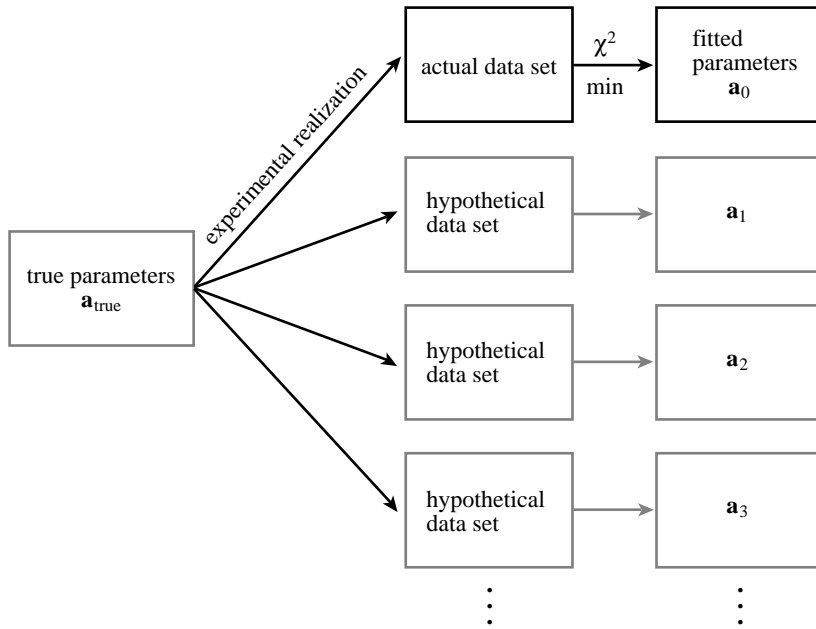 actual data set
χ²
min
fitted
parameters
a₀
experimental realization
hypothetical
data set
a₁
true parameters
a_true
hypothetical
data set
a₂
hypothetical
data set
a₃